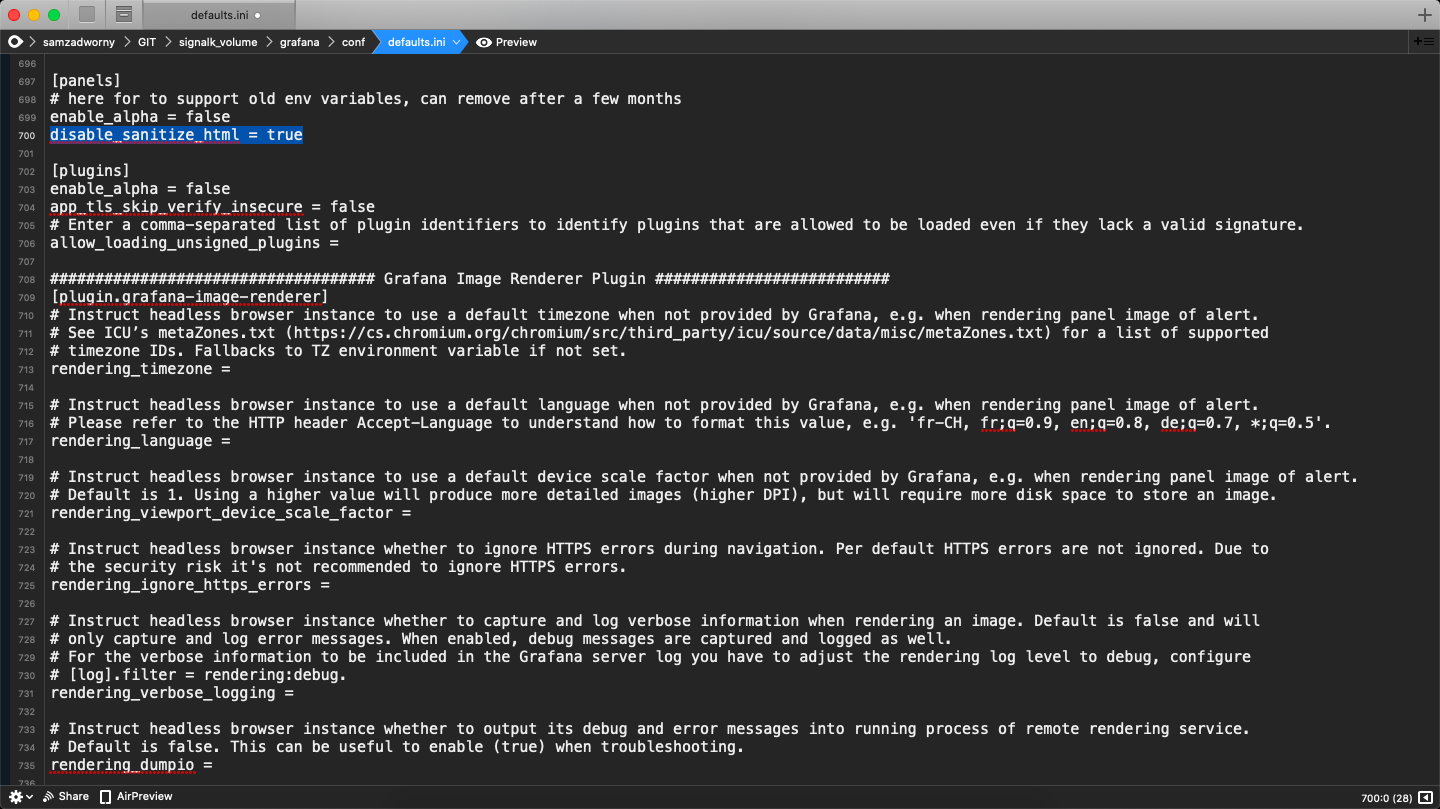 defaults.ini
samzadworny > GIT > signalk_volume > grafana > conf defaults.ini Preview
696
697 [panels]
698 # here for to support old env variables, can remove after a few months
699 enable_alpha = false
700 disable_sanitize_html = true
701
702 [plugins]
703 enable_alpha = false
704 app_tls_skip_verify_insecure = false
705 # Enter a comma-separated list of plugin identifiers to identify plugins that are allowed to be loaded even if they lack a valid signature.
706 allow_loading_unsigned_plugins =
707
708 #################################### Grafana Image Renderer Plugin ##########################
709 [plugin.grafana-image-renderer]
710 # Instruct headless browser instance to use a default timezone when not provided by Grafana, e.g. when rendering panel image of alert.
711 # See ICU’s metaZones.txt (https://cs.chromium.org/chromium/src/third_party/icu/source/data/misc/metaZones.txt) for a list of supported
712 # timezone IDs. Fallbacks to TZ environment variable if not set.
713 rendering_timezone =
714
715 # Instruct headless browser instance to use a default language when not provided by Grafana, e.g. when rendering panel image of alert.
716 # Please refer to the HTTP header Accept-Language to understand how to format this value, e.g. 'fr-CH, fr;q=0.9, en;q=0.8, de;q=0.7, *;q=0.5'.
717 rendering_language =
718
719 # Instruct headless browser instance to use a default device scale factor when not provided by Grafana, e.g. when rendering panel image of alert.
720 # Default is 1. Using a higher value will produce more detailed images (higher DPI), but will require more disk space to store an image.
721 rendering_viewport_device_scale_factor =
722
723 # Instruct headless browser instance whether to ignore HTTPS errors during navigation. Per default HTTPS errors are not ignored. Due to
724 # the security risk it's not recommended to ignore HTTPS errors.
725 rendering_ignore_https_errors =
726
727 # Instruct headless browser instance whether to capture and log verbose information when rendering an image. Default is false and will
728 # only capture and log error messages. When enabled, debug messages are captured and logged as well.
729 # For the verbose information to be included in the Grafana server log you have to adjust the rendering log level to debug, configure
730 # [log].filter = rendering:debug.
731 rendering_verbose_logging =
732
733 # Instruct headless browser instance whether to output its debug and error messages into running process of remote rendering service.
734 # Default is false. This can be useful to enable (true) when troubleshooting.
735 rendering_dumpio =
736
Share AirPreview 700:0 (28)